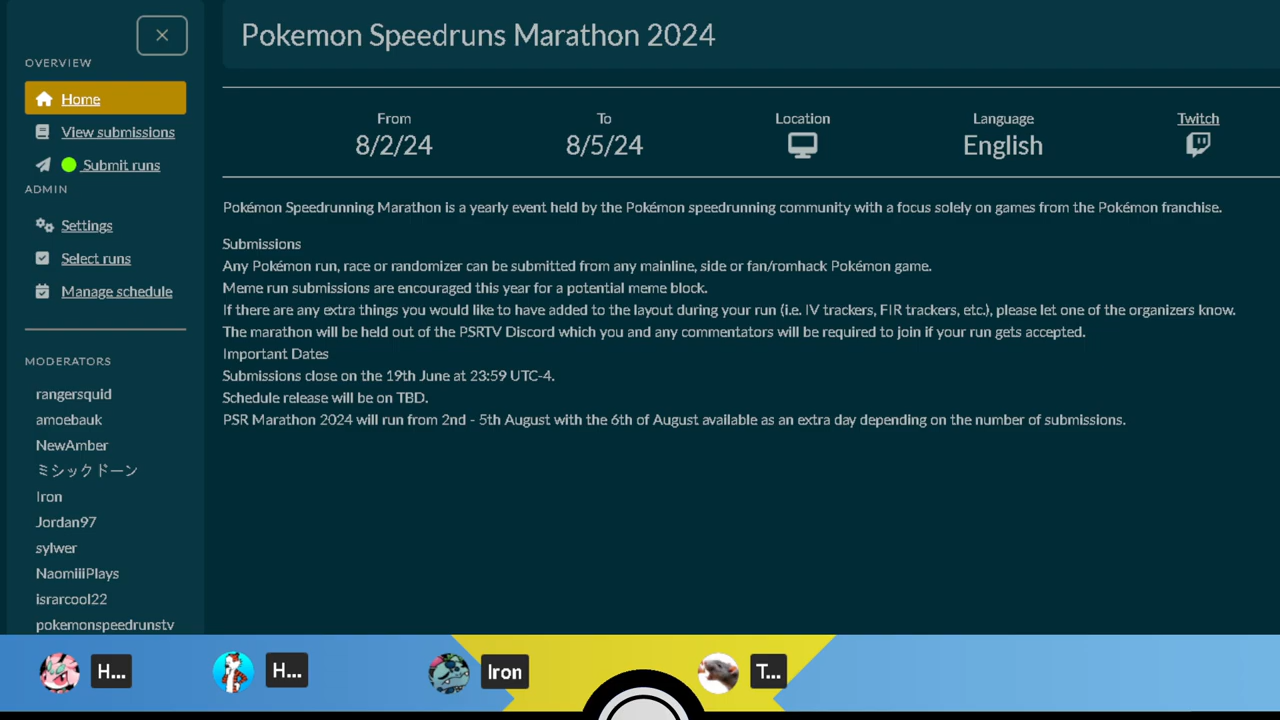 Pokemon Speedruns Marathon 2024
OVERVIEW
Home
View submissions
Submit runs
ADMIN
Settings
Select runs
Manage schedule
MODERATORS
rangersquid
amoebauk
NewAmber
ミシックドーン
Iron
Jordan97
sylwer
NaomiiiPlays
israrcool22
pokemonspeedrunstv
From
8/2/24
To
8/5/24
Location
Language
English
Twitch
Pokémon Speedrunning Marathon is a yearly event held by the Pokémon speedrunning community with a focus solely on games from the Pokémon franchise.
Submissions
Any Pokémon run, race or randomizer can be submitted from any mainline, side or fan/romhack Pokémon game.
Meme run submissions are encouraged this year for a potential meme block.
If there are any extra things you would like to have added to the layout during your run (i.e. IV trackers, FIR trackers, etc.), please let one of the organizers know.
The marathon will be held out of the PSRTV Discord which you and any commentators will be required to join if your run gets accepted.
Important Dates
Submissions close on the 19th June at 23:59 UTC-4.
Schedule release will be on TBD.
PSR Marathon 2024 will run from 2nd - 5th August with the 6th of August available as an extra day depending on the number of submissions.
H...
H...
Iron
T...